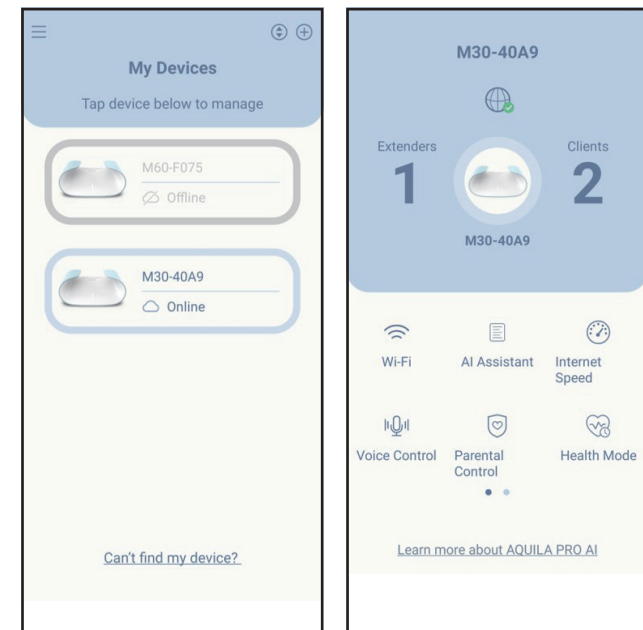 My Devices
Tap device below to manage
M60-F075
Offline
M30-40A9
Online
Can't find my device?
M30-40A9
Extenders
1
Clients
2
M30-40A9
Wi-Fi
AI Assistant
Internet
Speed
Voice Control
Parental
Control
Health Mode
Learn more about AQUILA PRO AI